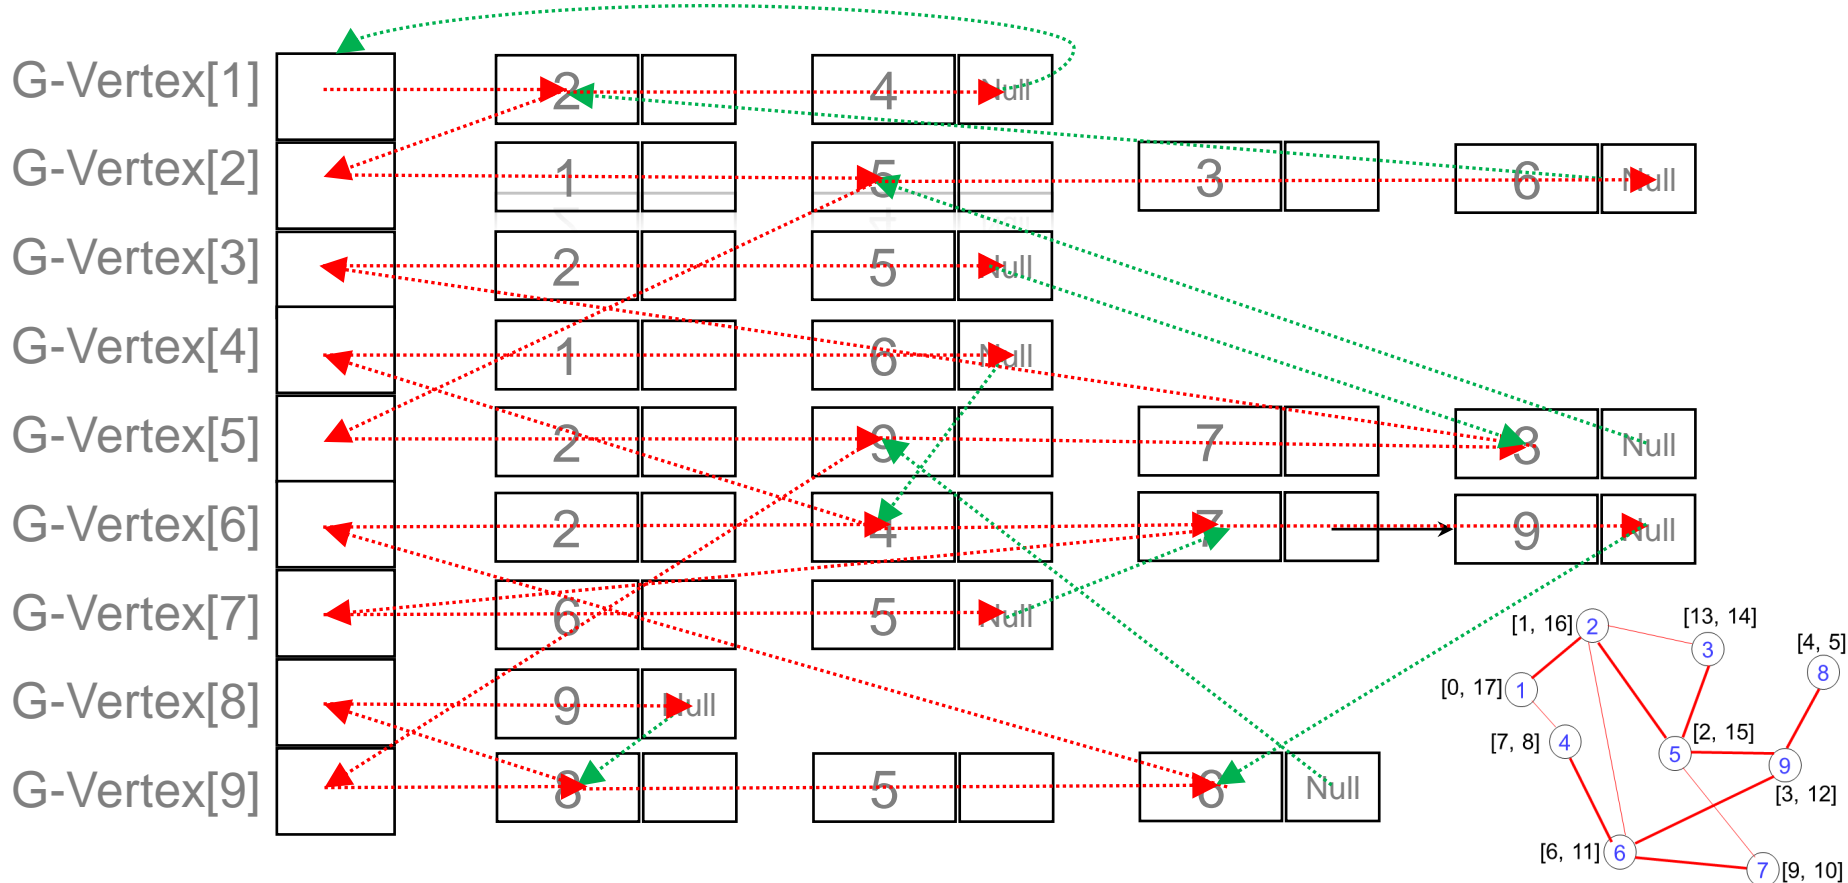 G-Vertex[1] 2 4 Null
G-Vertex[2] 1 5 3 6 Null
G-Vertex[3] 2 5 Null
G-Vertex[4] 1 6 Null
G-Vertex[5] 2 9 7 3 Null
G-Vertex[6] 2 4 7 9 Null
G-Vertex[7] 6 5 Null
G-Vertex[8] 9 Null
G-Vertex[9] 8 5 6 Null
[1, 16] 2
[13, 14]
3
[4, 5]
8
[0, 17] 1
[7, 8] 4
[2, 15]
5
9
[3, 12]
[6, 11] 6
7 [9, 10]